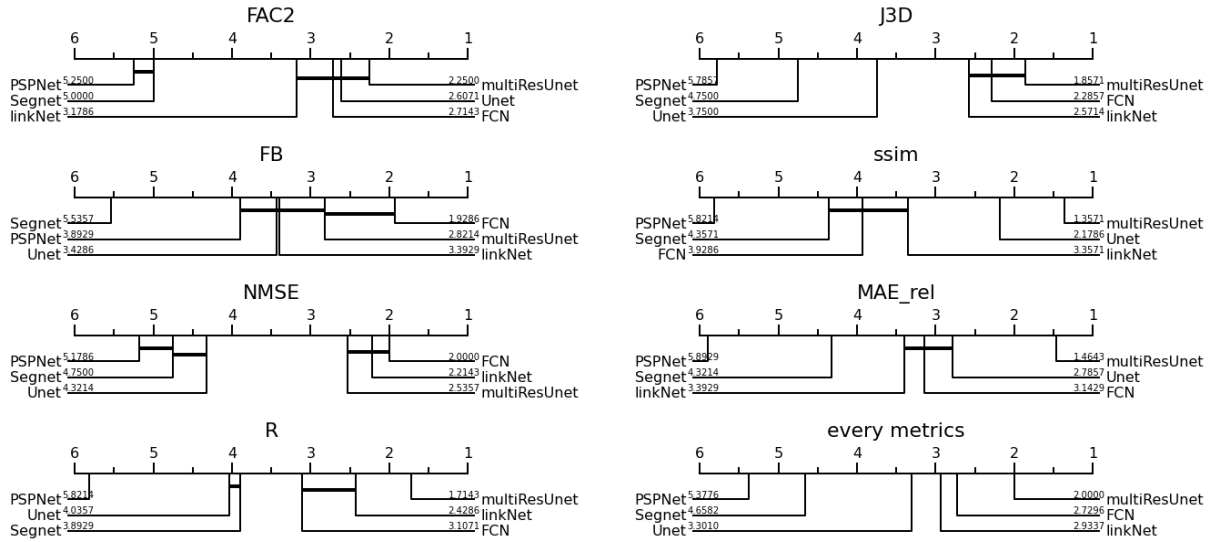 FAC2
6 5 4 3 2 1
PSPNet 5.2500 2.2500 multiResUnet
Segnet 5.0000 2.6071 Unet
linkNet 3.1786 2.7143 FCN
J3D
6 5 4 3 2 1
PSPNet 5.7857 1.8571 multiResUnet
Segnet 4.7500 2.2857 FCN
Unet 3.7500 2.5714 linkNet
FB
6 5 4 3 2 1
Segnet 5.5357 1.9286 FCN
PSPNet 3.8929 2.8214 multiResUnet
Unet 3.4286 3.3929 linkNet
ssim
6 5 4 3 2 1
PSPNet 5.8214 1.3571 multiResUnet
Segnet 4.3571 2.1786 Unet
FCN 3.9286 3.3571 linkNet
NMSE
6 5 4 3 2 1
PSPNet 5.1786 2.0000 FCN
Segnet 4.7500 2.2143 linkNet
Unet 4.3214 2.5357 multiResUnet
MAE_rel
6 5 4 3 2 1
PSPNet 5.8929 1.4643 multiResUnet
Segnet 4.3214 2.7857 Unet
linkNet 3.3929 3.1429 FCN
R
6 5 4 3 2 1
PSPNet 5.8214 1.7143 multiResUnet
Unet 4.0357 2.4286 linkNet
Segnet 3.8929 3.1071 FCN
every metrics
6 5 4 3 2 1
PSPNet 5.3776 2.0000 multiResUnet
Segnet 4.6582 2.7296 FCN
Unet 3.3010 2.9337 linkNet